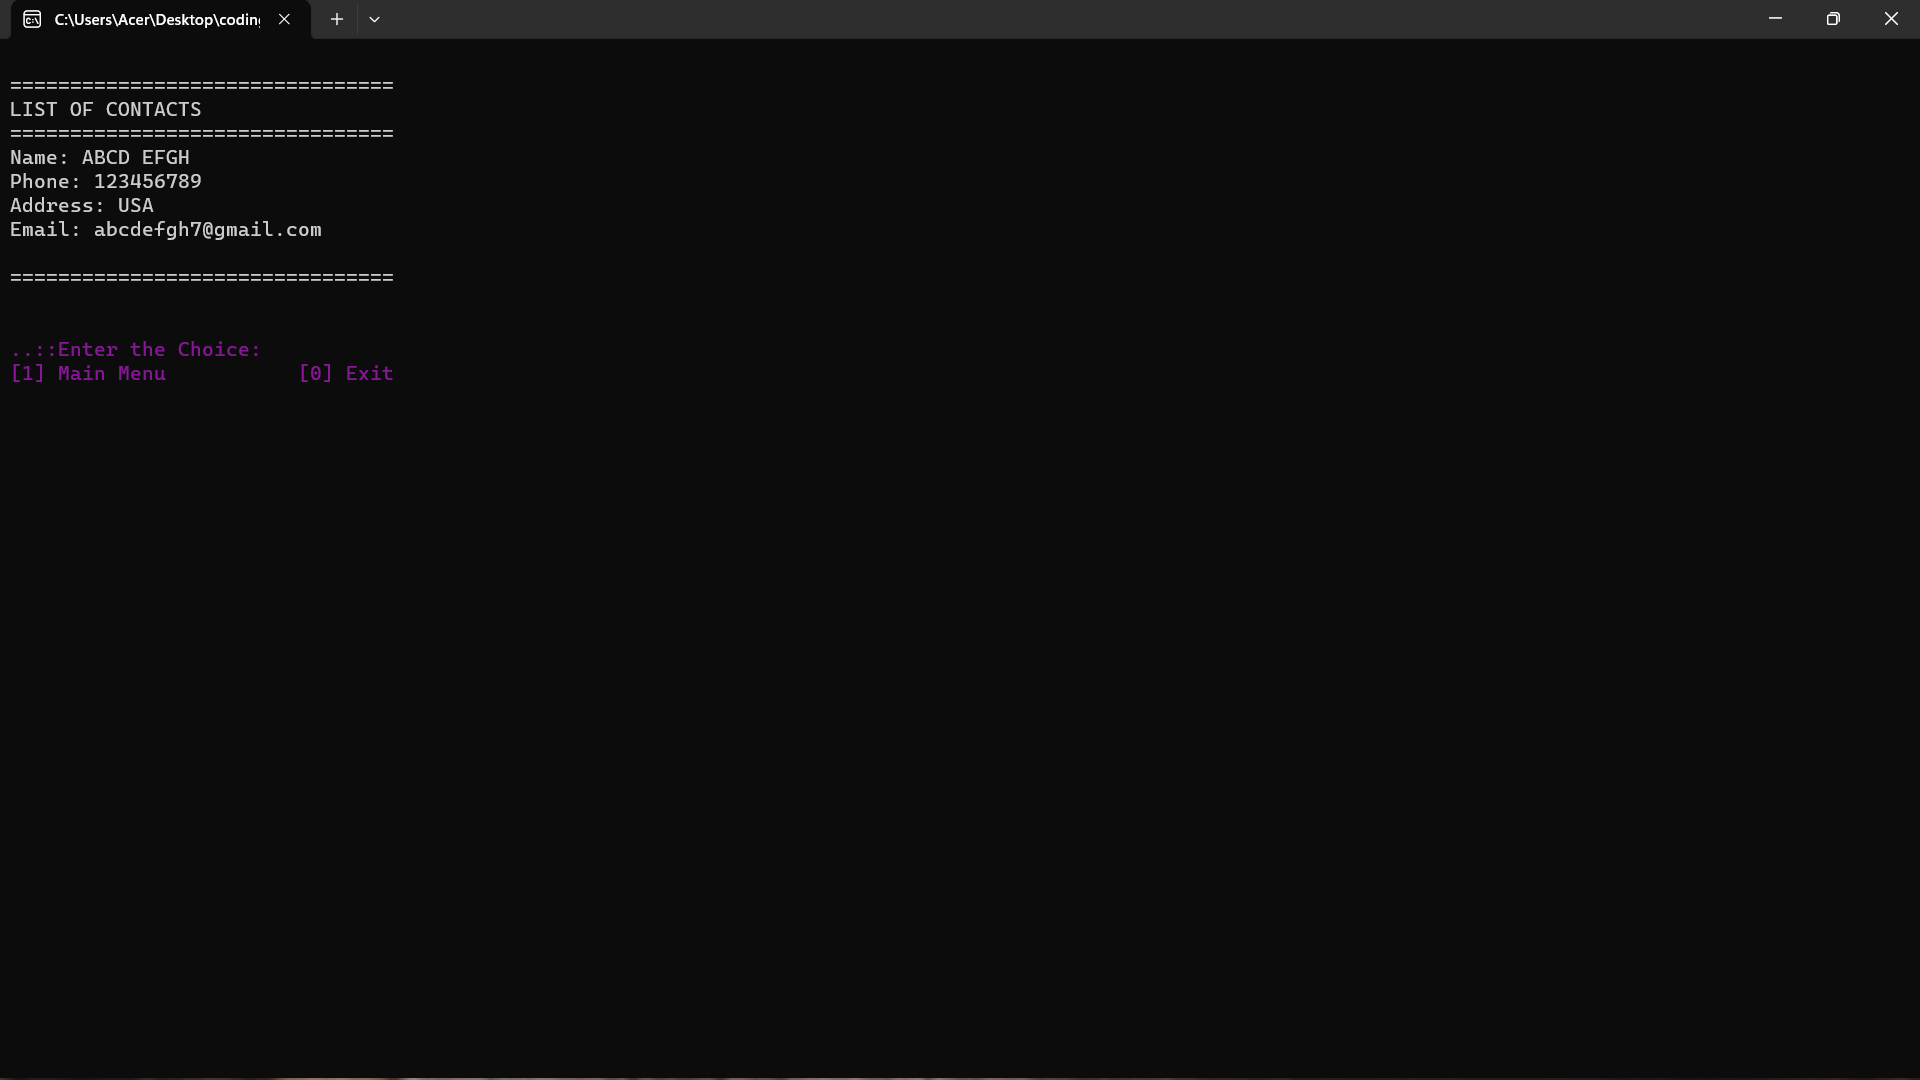 C:\Users\Acer\Desktop\coding
===============================
 LIST OF CONTACTS
===============================
Name: ABCD EFGH
Phone: 123456789
Address: USA
Email: abcdefgh7@gmail.com
================================
..::Enter the Choice:
[1] Main Menu           [0] Exit